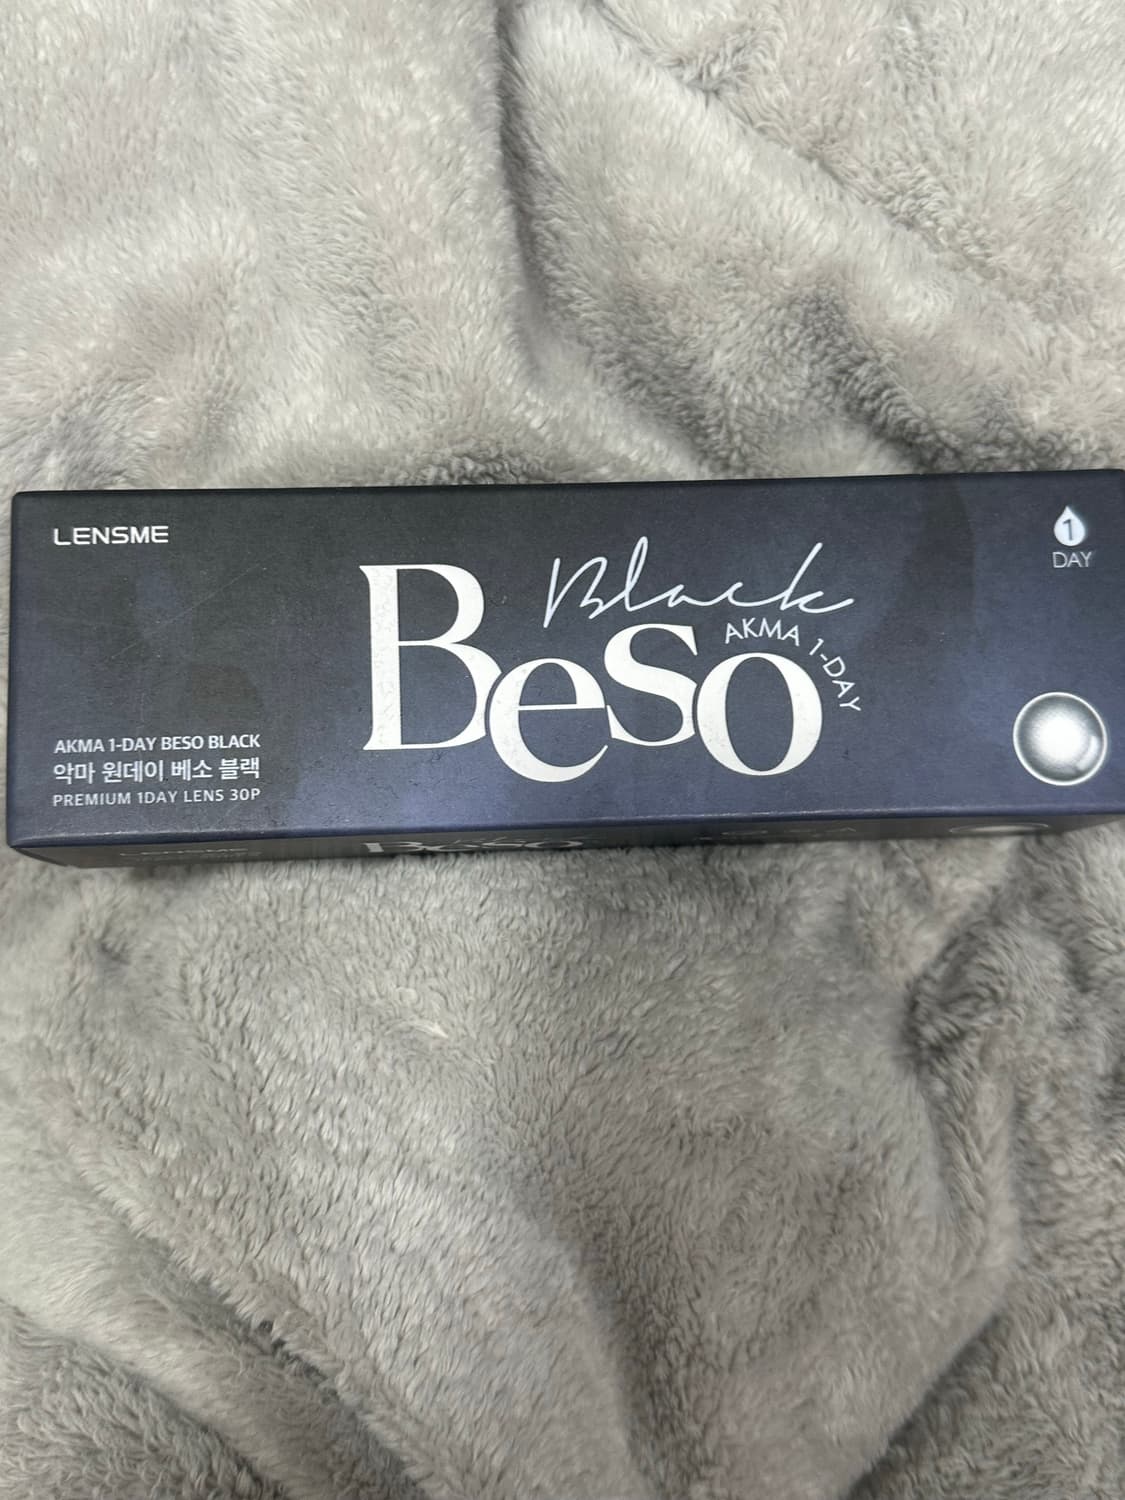 LENSME
1
DAY
Black
Beso
AKMA 1-DAY
AKMA 1-DAY BESO BLACK
악마 원데이 베소 블랙
PREMIUM 1DAY LENS 30P
Beso